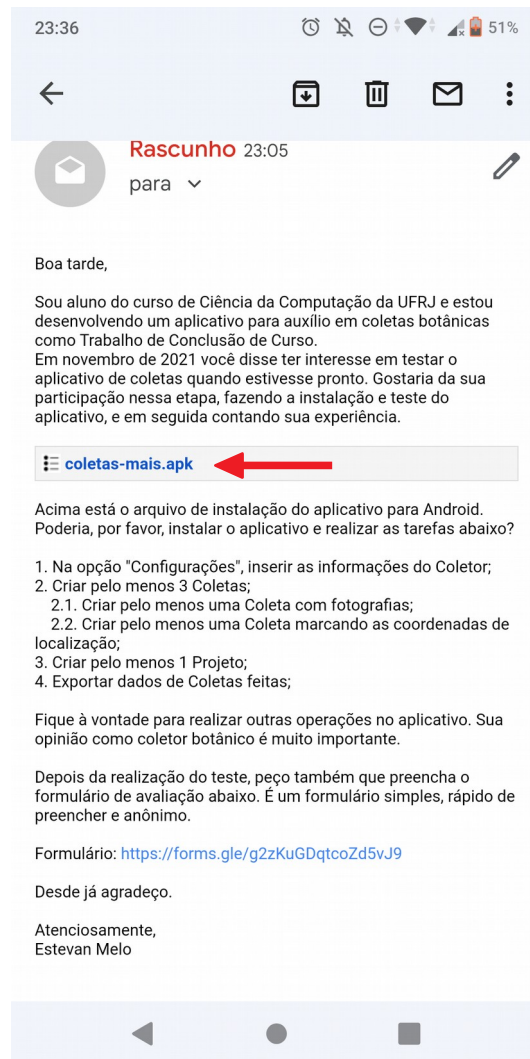 23:36
51%
Rascunho 23:05
para
Boa tarde,
Sou aluno do curso de Ciência da Computação da UFRJ e estou
desenvolvendo um aplicativo para auxílio em coletas botânicas
como Trabalho de Conclusão de Curso.
Em novembro de 2021 você disse ter interesse em testar o
aplicativo de coletas quando estivesse pronto. Gostaria da sua
participação nessa etapa, fazendo a instalação e teste do
aplicativo, e em seguida contando sua experiência.
coletas-mais.apk
Acima está o arquivo de instalação do aplicativo para Android.
Poderia, por favor, instalar o aplicativo e realizar as tarefas abaixo?
1. Na opção "Configurações", inserir as informações do Coletor;
2. Criar pelo menos 3 Coletas;
2.1. Criar pelo menos uma Coleta com fotografias;
2.2. Criar pelo menos uma Coleta marcando as coordenadas de
localização;
3. Criar pelo menos 1 Projeto;
4. Exportar dados de Coletas feitas;
Fique à vontade para realizar outras operações no aplicativo. Sua
opinião como coletor botânico é muito importante.
Depois da realização do teste, peço também que preencha o
formulário de avaliação abaixo. É um formulário simples, rápido de
preencher e anônimo.
Formulário: https://forms.gle/g2zKuGDqtcoZd5vJ9
Desde já agradeço.
Atenciosamente,
Estevan Melo